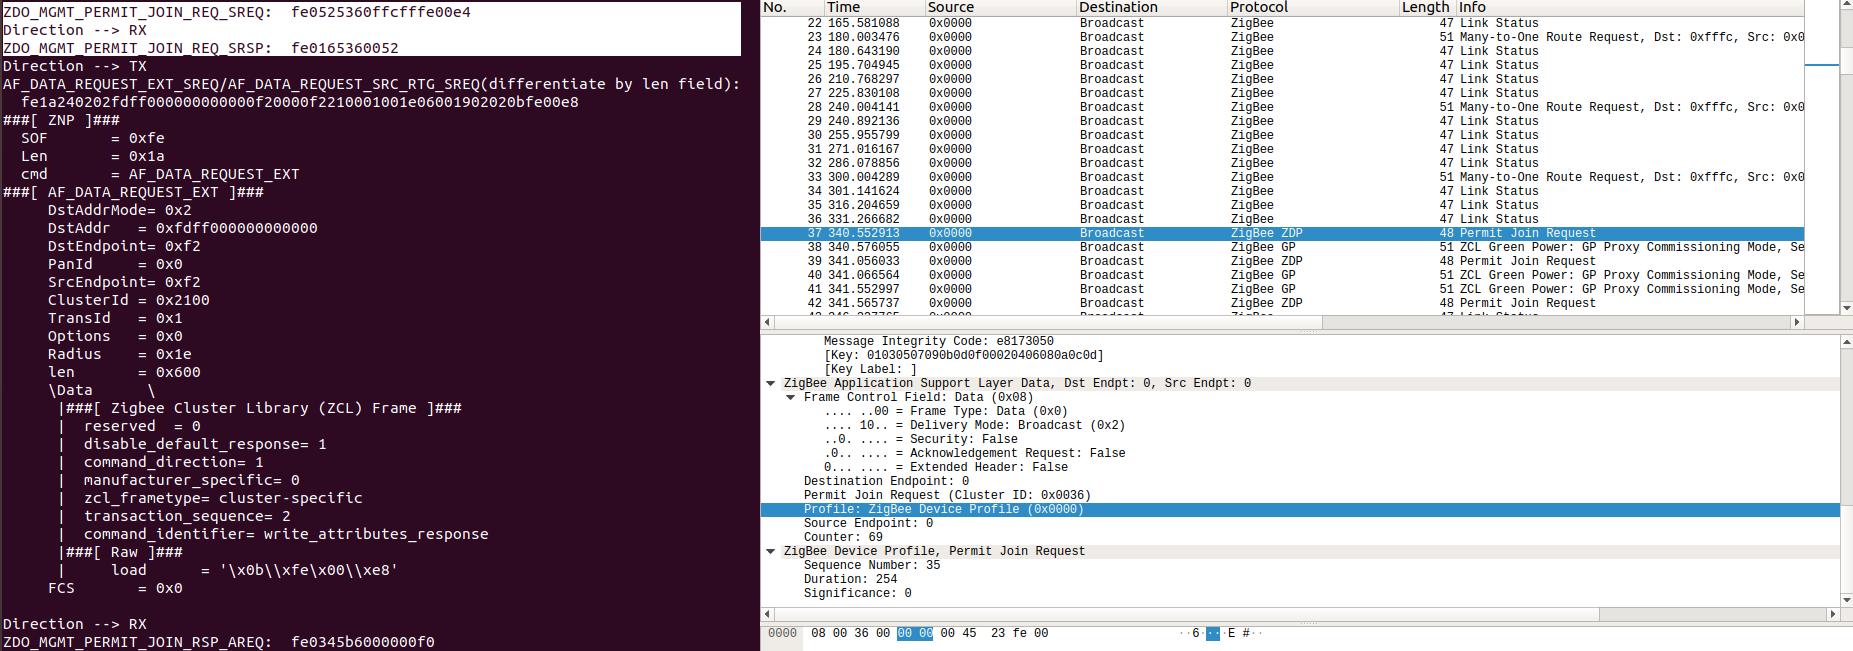 ZDO_MGMT_PERMIT_JOIN_REQ_SREQ:  fe0525360ffcfffe00e4
Direction --> RX
ZDO_MGMT_PERMIT_JOIN_REQ_SRSP:  fe0165360052
Direction --> TX
AF_DATA_REQUEST_EXT_SREQ/AF_DATA_REQUEST_SRC_RTG_SREQ(differentiate by len field):
fe1a240202fdff000000000000f20000f2210001001e06001902020bfe00e8
###[ ZNP ]###
SOF       = 0xfe
Len       = 0x1a
cmd       = AF_DATA_REQUEST_EXT
###[ AF_DATA_REQUEST_EXT ]###
DstAddrMode= 0x2
DstAddr   = 0xfdff000000000000
DstEndpoint= 0xf2
PanId     = 0x0
SrcEndpoint= 0xf2
ClusterId = 0x2100
TransId   = 0x1
Options   = 0x0
Radius    = 0x1e
len       = 0x600
\Data      \
|###[ Zigbee Cluster Library (ZCL) Frame ]###
|  reserved  = 0
|  disable_default_response= 1
|  command_direction= 1
|  manufacturer_specific= 0
|  zcl_frametype= cluster-specific
|  transaction_sequence= 2
|  command_identifier= write_attributes_response
|###[ Raw ]###
|     load      = '\x0b\\xfe\x00\\xe8'
FCS       = 0x0
Direction --> RX
ZDO_MGMT_PERMIT_JOIN_RSP_AREQ:  fe0345b6000000f0
No. Time Source Destination Protocol Length Info
22 165.581088 0x0000 Broadcast ZigBee 47 Link Status
23 180.003476 0x0000 Broadcast ZigBee 51 Many-to-One Route Request, Dst: 0xfffc, Src: 0x0
24 180.643190 0x0000 Broadcast ZigBee 47 Link Status
25 195.704945 0x0000 Broadcast ZigBee 47 Link Status
26 210.768297 0x0000 Broadcast ZigBee 47 Link Status
27 225.830108 0x0000 Broadcast ZigBee 47 Link Status
28 240.004141 0x0000 Broadcast ZigBee 51 Many-to-One Route Request, Dst: 0xfffc, Src: 0x0
29 240.892136 0x0000 Broadcast ZigBee 47 Link Status
30 255.955799 0x0000 Broadcast ZigBee 47 Link Status
31 271.016167 0x0000 Broadcast ZigBee 47 Link Status
32 286.078856 0x0000 Broadcast ZigBee 47 Link Status
33 300.004289 0x0000 Broadcast ZigBee 51 Many-to-One Route Request, Dst: 0xfffc, Src: 0x0
34 301.141624 0x0000 Broadcast ZigBee 47 Link Status
35 316.204659 0x0000 Broadcast ZigBee 47 Link Status
36 331.266682 0x0000 Broadcast ZigBee 47 Link Status
37 340.552913 0x0000 Broadcast ZigBee ZDP 48 Permit Join Request
38 340.576055 0x0000 Broadcast ZigBee GP 51 ZCL Green Power: GP Proxy Commissioning Mode, Se
39 341.056033 0x0000 Broadcast ZigBee ZDP 48 Permit Join Request
40 341.066564 0x0000 Broadcast ZigBee GP 51 ZCL Green Power: GP Proxy Commissioning Mode, Se
41 341.552997 0x0000 Broadcast ZigBee GP 51 ZCL Green Power: GP Proxy Commissioning Mode, Se
42 341.565737 0x0000 Broadcast ZigBee ZDP 48 Permit Join Request
Message Integrity Code: e8173050
[Key: 01030507090b0d0f00020406080a0c0d]
[Key Label: ]
ZigBee Application Support Layer Data, Dst Endpt: 0, Src Endpt: 0
Frame Control Field: Data (0x08)
.... ..00 = Frame Type: Data (0x0)
.... 10.. = Delivery Mode: Broadcast (0x2)
..0. .... = Security: False
.0.. .... = Acknowledgement Request: False
0... .... = Extended Header: False
Destination Endpoint: 0
Permit Join Request (Cluster ID: 0x0036)
Profile: ZigBee Device Profile (0x0000)
Source Endpoint: 0
Counter: 69
ZigBee Device Profile, Permit Join Request
Sequence Number: 35
Duration: 254
Significance: 0
0000  08 00 36 00 00 00 00 45  23 fe 00  ··6····E #··